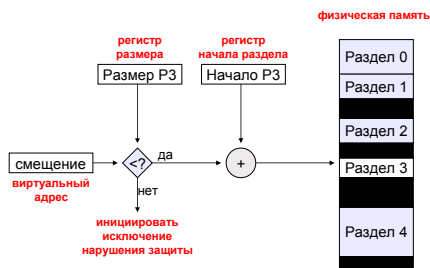 физическая память
регистр
размера
регистр
начала раздела
Размер Р3
Начало Р3
Раздел 0
Раздел 1
Раздел 2
Раздел 3
Раздел 4
смещение
<?
да
+
виртуальный
адрес
нет
инициировать
исключение
нарушения защиты